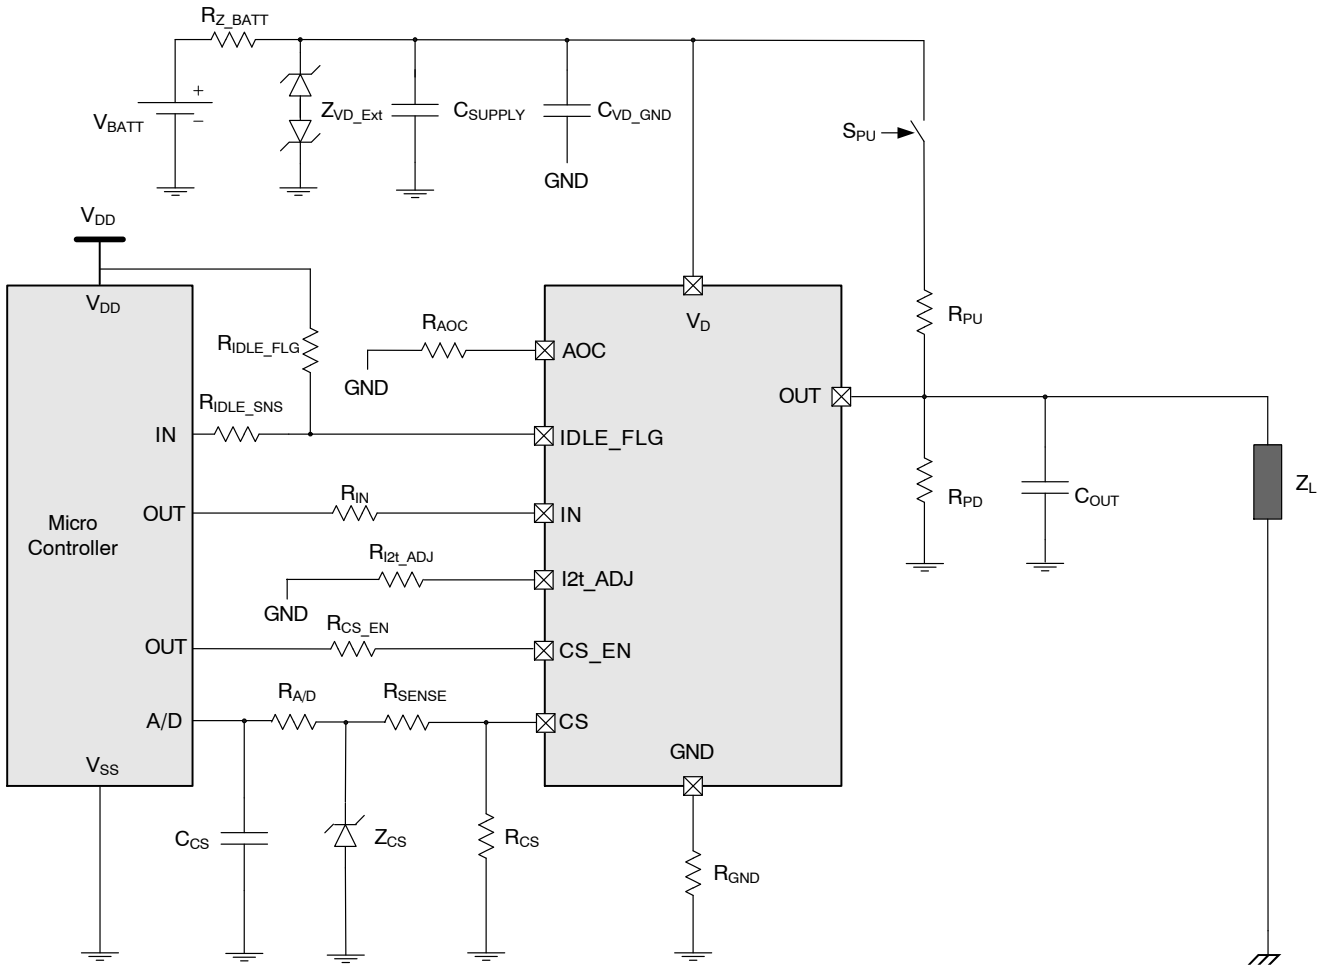 RZ_BATT
+
−
VBATT
ZVD_Ext
CSUPPLY
CVD_GND
GND
SPU
VDD
VDD
VD
RPU
RIDLE_FLG
RAOC
AOC
GND
OUT
RIDLE_SNS
IN
IDLE_FLG
RIN
OUT
IN
RPD
COUT
ZL
Micro
Controller
RI2t_ADJ
I2t_ADJ
GND
RCS_EN
OUT
CS_EN
RA/D
RSENSE
A/D
CS
GND
VSS
CCS
ZCS
RCS
RGND